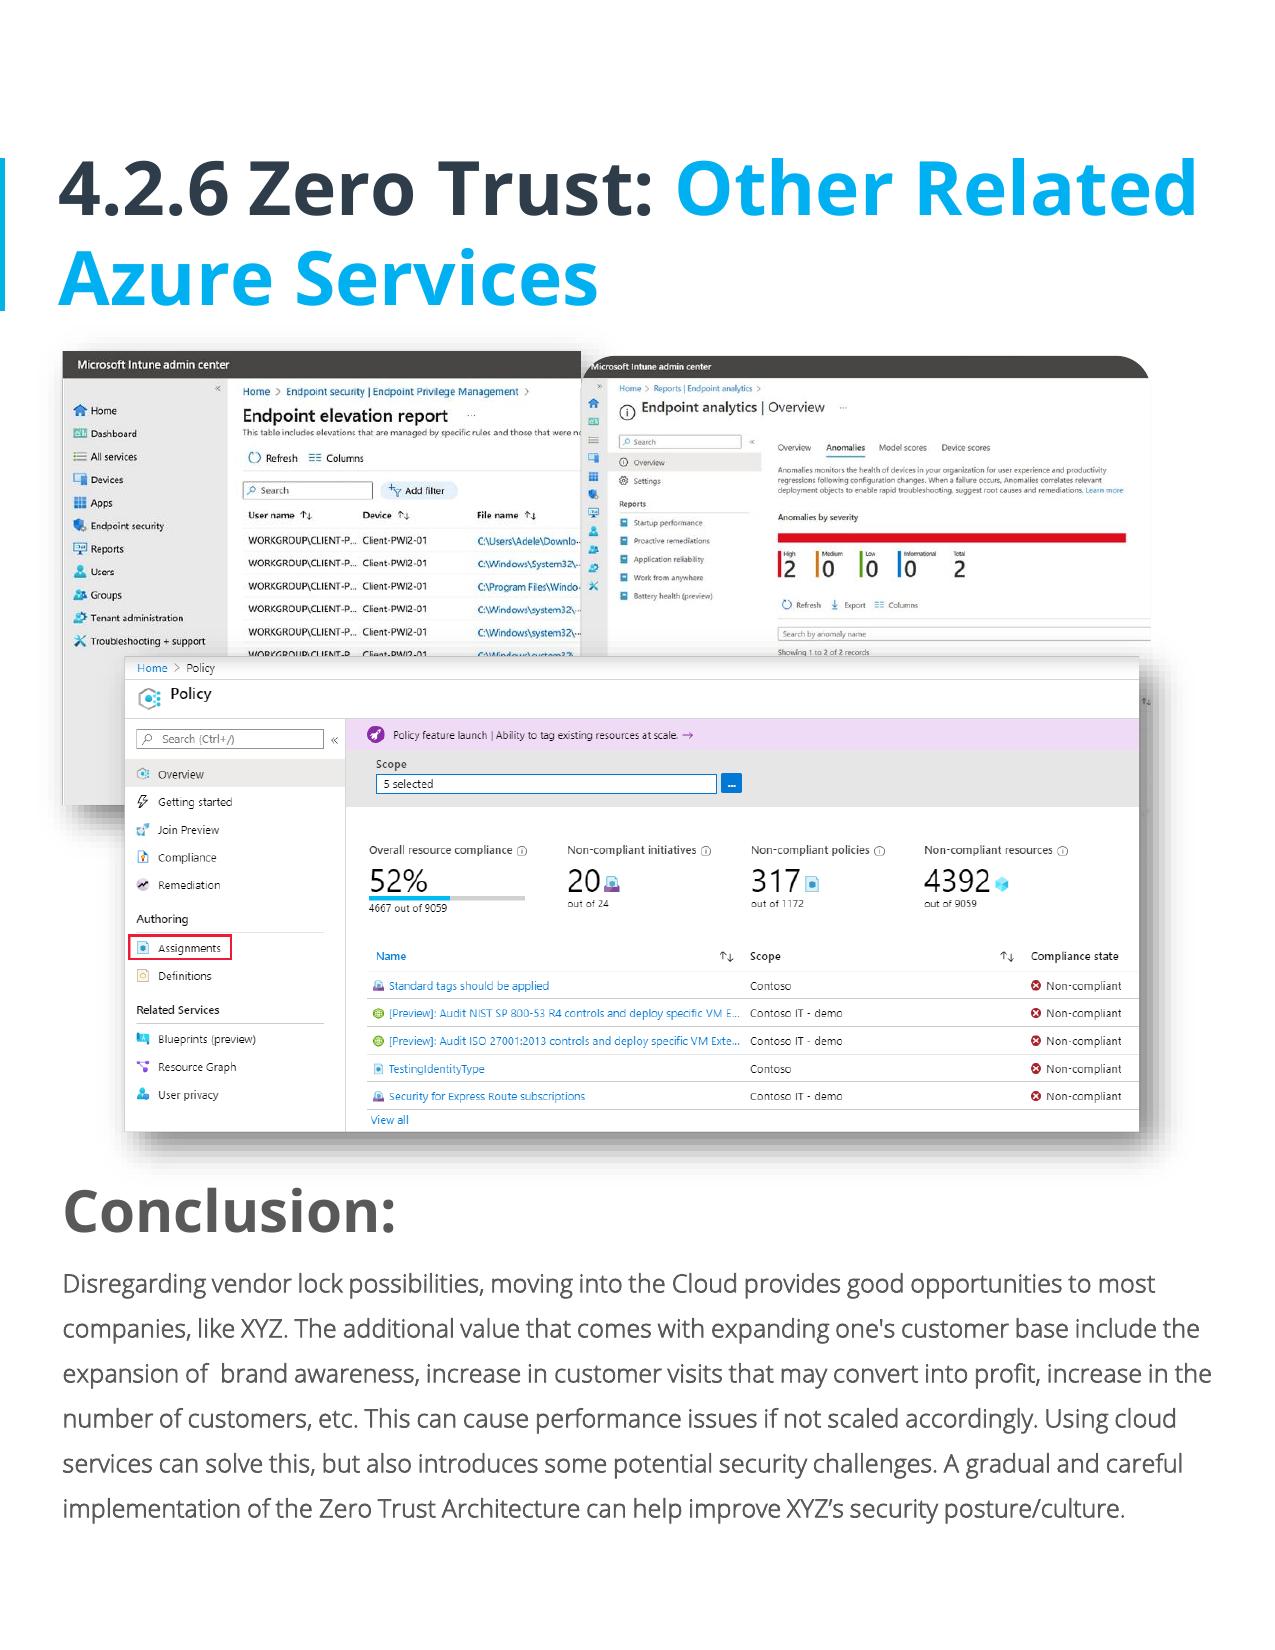 4.2.6 Zero Trust: Other Related
Azure Services
Microsoft Intune admin center
«
Home
Dashboard
All services
Devices
Apps
Endpoint security
Reports
Users
Groups
Tenant administration
Troubleshooting + support
Home > Endpoint security | Endpoint Privilege Management >
Endpoint elevation report ...
This table includes elevations that are managed by specific rules and those that were
Refresh Columns
Search Add filter
User name ↑↓ Device ↑↓ File name ↑↓
WORKGROUP\CLIENT-P... Client-PWI2-01 C:\Users\Adele\Downlo...
WORKGROUP\CLIENT-P... Client-PWI2-01 C:\Windows\System32\...
WORKGROUP\CLIENT-P... Client-PWI2-01 C:\Program Files\Windo...
WORKGROUP\CLIENT-P... Client-PWI2-01 C:\Windows\system32\...
WORKGROUP\CLIENT-P... Client-PWI2-01 C:\Windows\system32\...
WORKGROUP\CLIENT-P... Client-PWI2-01 C:\Windows\system32\...
Microsoft Intune admin center
»
Home > Reports | Endpoint analytics >
Endpoint analytics | Overview ...
Search «
Overview
Settings
Reports
Startup performance
Proactive remediations
Application reliability
Work from anywhere
Battery health (preview)
Overview Anomalies Model scores Device scores
Anomalies monitors the health of devices in your organization for user experience and productivity
regressions following configuration changes. When a failure occurs, Anomalies correlates relevant
deployment objects to enable rapid troubleshooting, suggest root causes and remediations. Learn more
Anomalies by severity
High Medium Low Informational Total
2 0 0 0 2
Refresh Export Columns
Search by anomaly name
Showing 1 to 2 of 2 records
↑↓
Home > Policy
Policy
Search (Ctrl+/) «
Overview
Getting started
Join Preview
Compliance
Remediation
Authoring
Assignments
Definitions
Related Services
Blueprints (preview)
Resource Graph
User privacy
Policy feature launch | Ability to tag existing resources at scale. →
Scope
5 selected ...
Overall resource compliance Non-compliant initiatives Non-compliant policies Non-compliant resources
52% 20 317 4392
4667 out of 9059 out of 24 out of 1172 out of 9059
Name ↑↓ Scope ↑↓ Compliance state
Standard tags should be applied Contoso Non-compliant
[Preview]: Audit NIST SP 800-53 R4 controls and deploy specific VM E... Contoso IT - demo Non-compliant
[Preview]: Audit ISO 27001:2013 controls and deploy specific VM Exte... Contoso IT - demo Non-compliant
TestingIdentityType Contoso Non-compliant
Security for Express Route subscriptions Contoso IT - demo Non-compliant
View all
Conclusion:
Disregarding vendor lock possibilities, moving into the Cloud provides good opportunities to most
companies, like XYZ. The additional value that comes with expanding one's customer base include the
expansion of  brand awareness, increase in customer visits that may convert into profit, increase in the
number of customers, etc. This can cause performance issues if not scaled accordingly. Using cloud
services can solve this, but also introduces some potential security challenges. A gradual and careful
implementation of the Zero Trust Architecture can help improve XYZ’s security posture/culture.